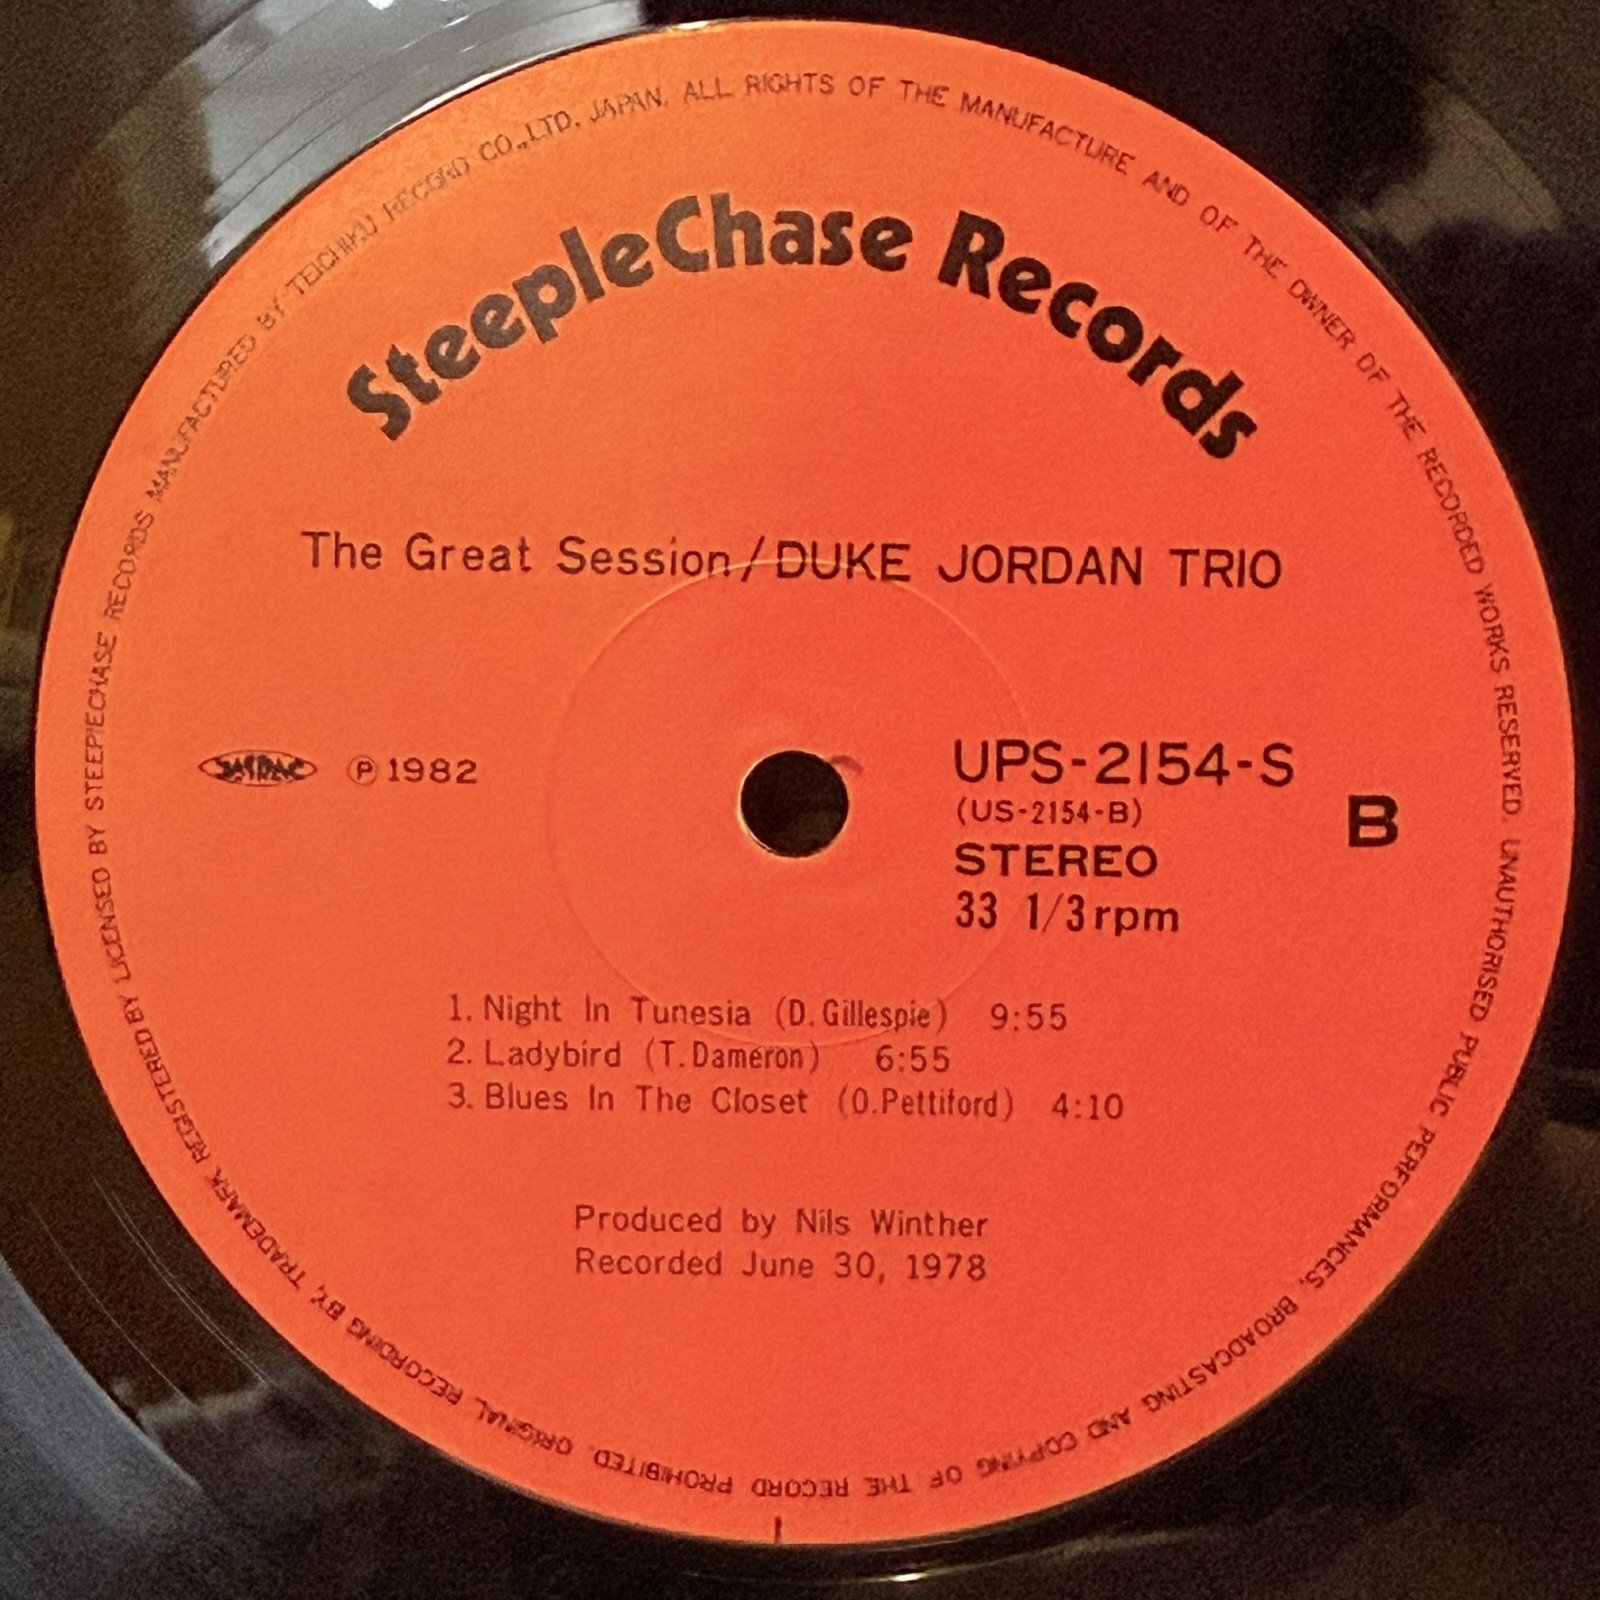 SteepleChase Records
The Great Session/DUKE JORDAN TRIO
JASRAC
Ⓟ1982
UPS-2154-S
(US-2154-B)
STEREO
33 1/3rpm
B
1. Night In Tunesia (D. Gillespie) 9:55
2. Ladybird (T. Dameron) 6:55
3. Blues In The Closet (O. Pettiford) 4:10
Produced by Nils Winther
Recorded June 30, 1978
MANUFACTURED BY TEICHIKU RECORD CO.,LTD. JAPAN. ALL RIGHTS OF THE MANUFACTURE AND OF THE OWNER OF THE RECORDED WORKS RESERVED. UNAUTHORISED PUBLIC PERFORMANCES, BROADCASTING AND COPYING OF THE RECORD PROHIBITED. ORIGINAL RECORDING BY, TRADEMARK REGISTERED BY LICENSED BY STEEPLECHASE RECORDS